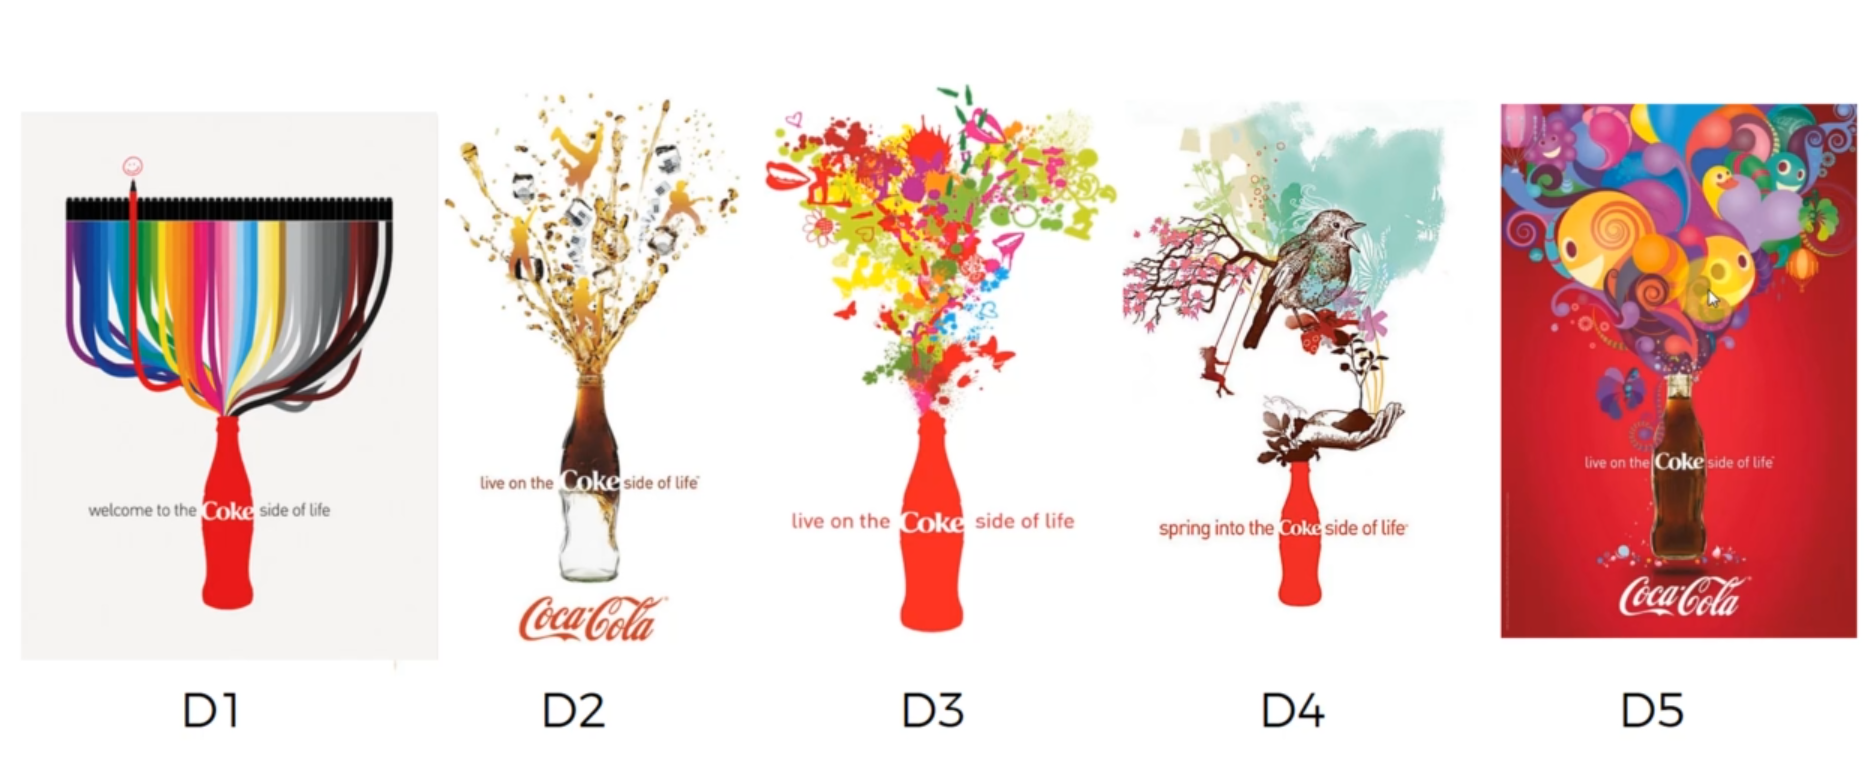 welcome to the Coke side of life
live on the Coke side of life
Coca-Cola
live on the Coke side of life
spring into the Coke side of life
live on the Coke side of life
Coca-Cola
D1
D2
D3
D4
D5